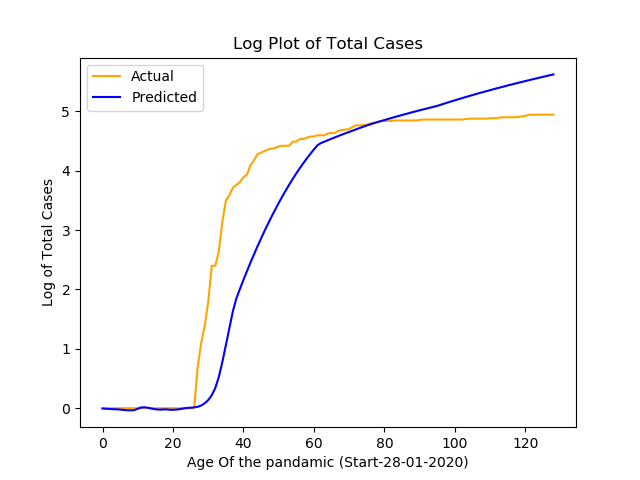 Log Plot of Total Cases
Actual
Predicted
Log of Total Cases
5
4
3
2
1
0
0 20 40 60 80 100 120
Age Of the pandamic (Start-28-01-2020)